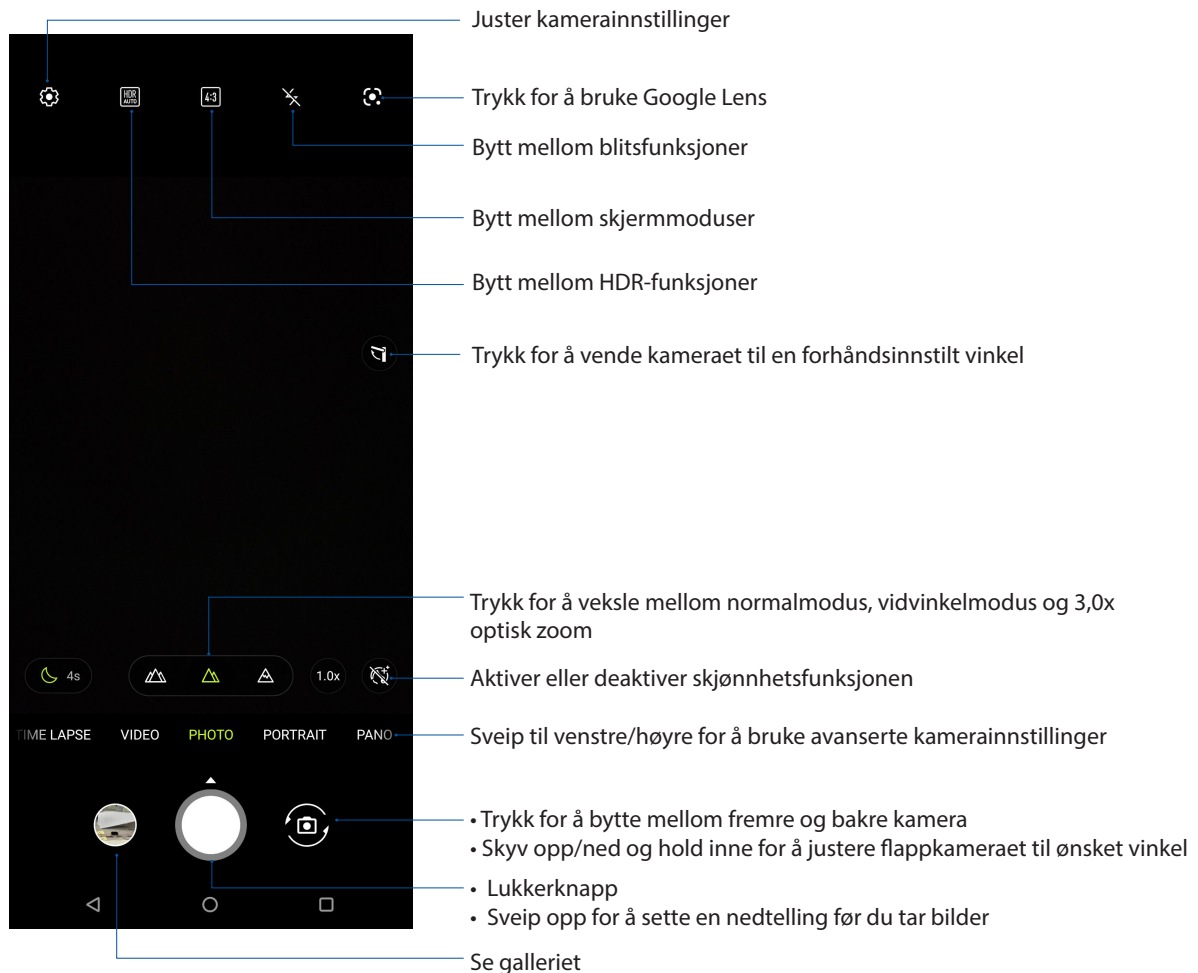 Juster kamerainnstillinger
HDR
AUTO
4:3
Trykk for å bruke Google Lens
Bytt mellom blitsfunksjoner
Bytt mellom skjermmoduser
Bytt mellom HDR-funksjoner
Trykk for å vende kameraet til en forhåndsinnstilt vinkel
Trykk for å veksle mellom normalmodus, vidvinkelmodus og 3,0x
optisk zoom
4s
1.0x
Aktiver eller deaktiver skjønnhetsfunksjonen
TIME LAPSE VIDEO PHOTO PORTRAIT PANO
Sveip til venstre/høyre for å bruke avanserte kamerainnstillinger
• Trykk for å bytte mellom fremre og bakre kamera
• Skyv opp/ned og hold inne for å justere flappkameraet til ønsket vinkel
• Lukkerknapp
• Sveip opp for å sette en nedtelling før du tar bilder
Se galleriet